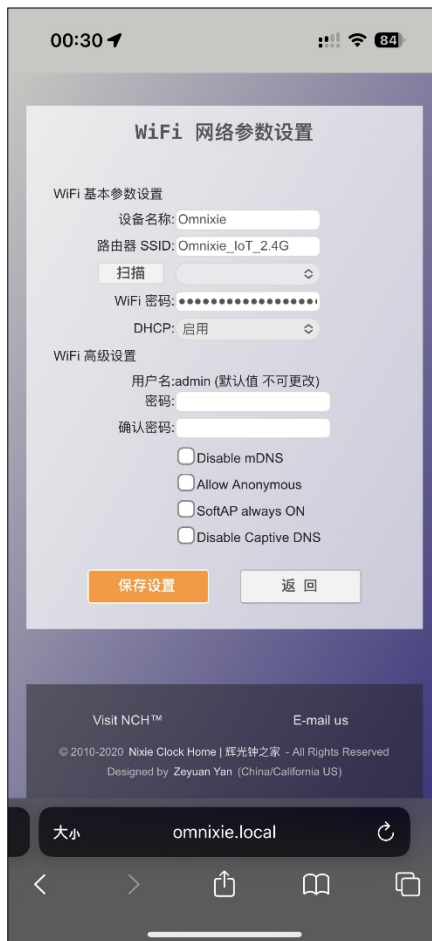 00:30
84
WiFi 网络参数设置
WiFi 基本参数设置
设备名称: Omnixie
路由器 SSID: Omnixie_IoT_2.4G
扫描
WiFi 密码: ••••••••••••••••••
DHCP: 启用
WiFi 高级设置
用户名:admin (默认值 不可更改)
密码:
确认密码:
Disable mDNS
Allow Anonymous
SoftAP always ON
Disable Captive DNS
保存设置 返 回
Visit NCH™ E-mail us
© 2010-2020 Nixie Clock Home | 辉光钟之家 - All Rights Reserved
Designed by Zeyuan Yan (China/California US)
大小 omnixie.local